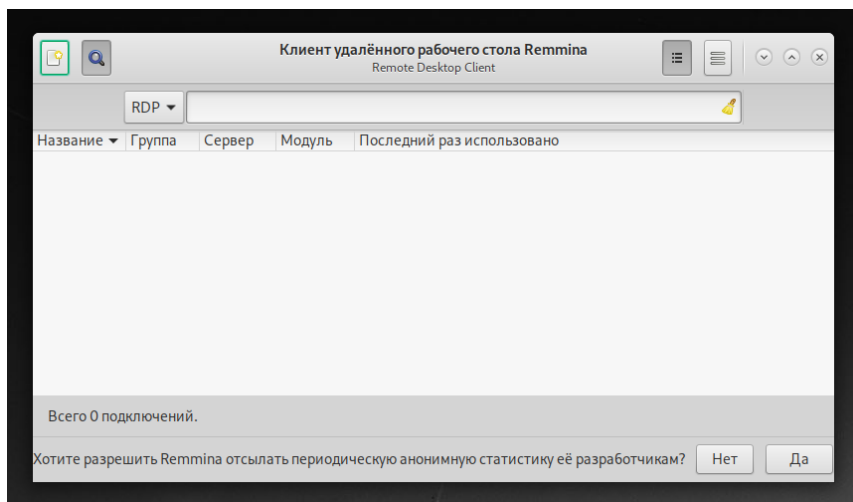 Клиент удалённого рабочего стола Remmina
Remote Desktop Client
RDP
Название Группа Сервер Модуль Последний раз использовано
Всего 0 подключений.
Хотите разрешить Remmina отсылать периодическую анонимную статистику её разработчикам? Нет Да